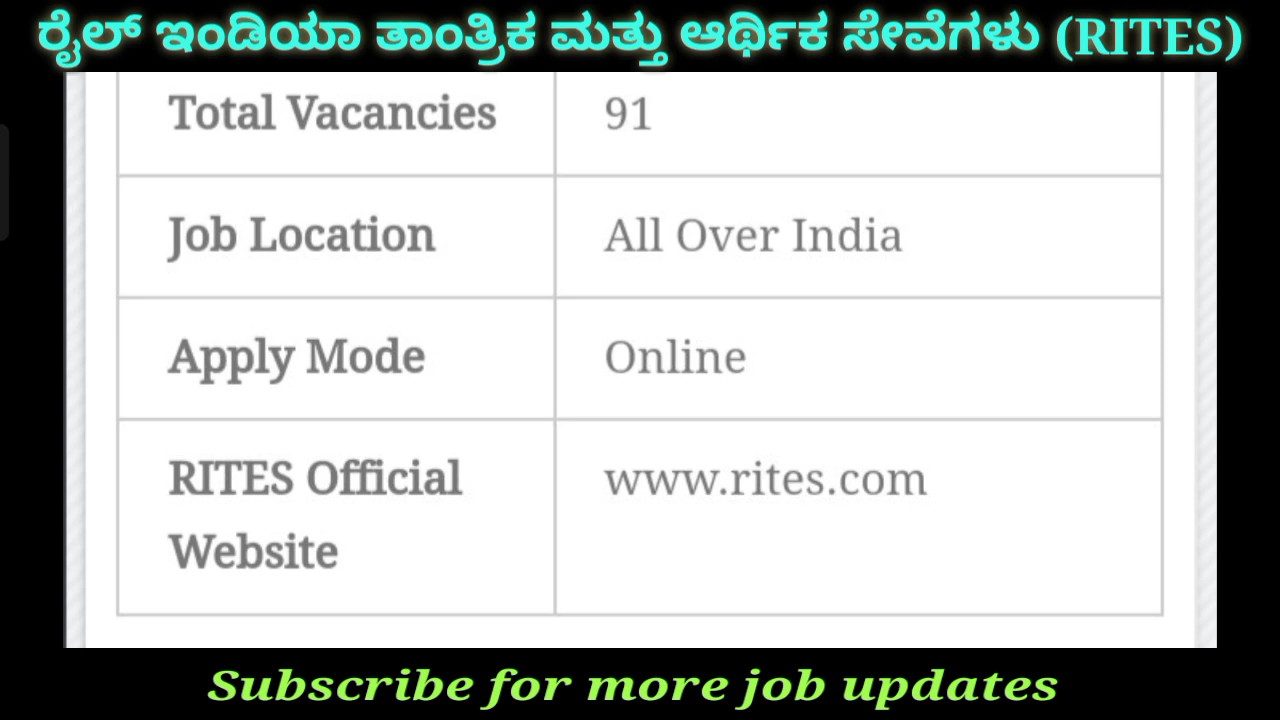 ರೈಲ್ ಇಂಡಿಯಾ ತಾಂತ್ರಿಕ ಮತ್ತು ಆರ್ಥಿಕ ಸೇವೆಗಳು (RITES)
Total Vacancies 91
Job Location All Over India
Apply Mode Online
RITES Official www.rites.com
Website
Subscribe for more job updates